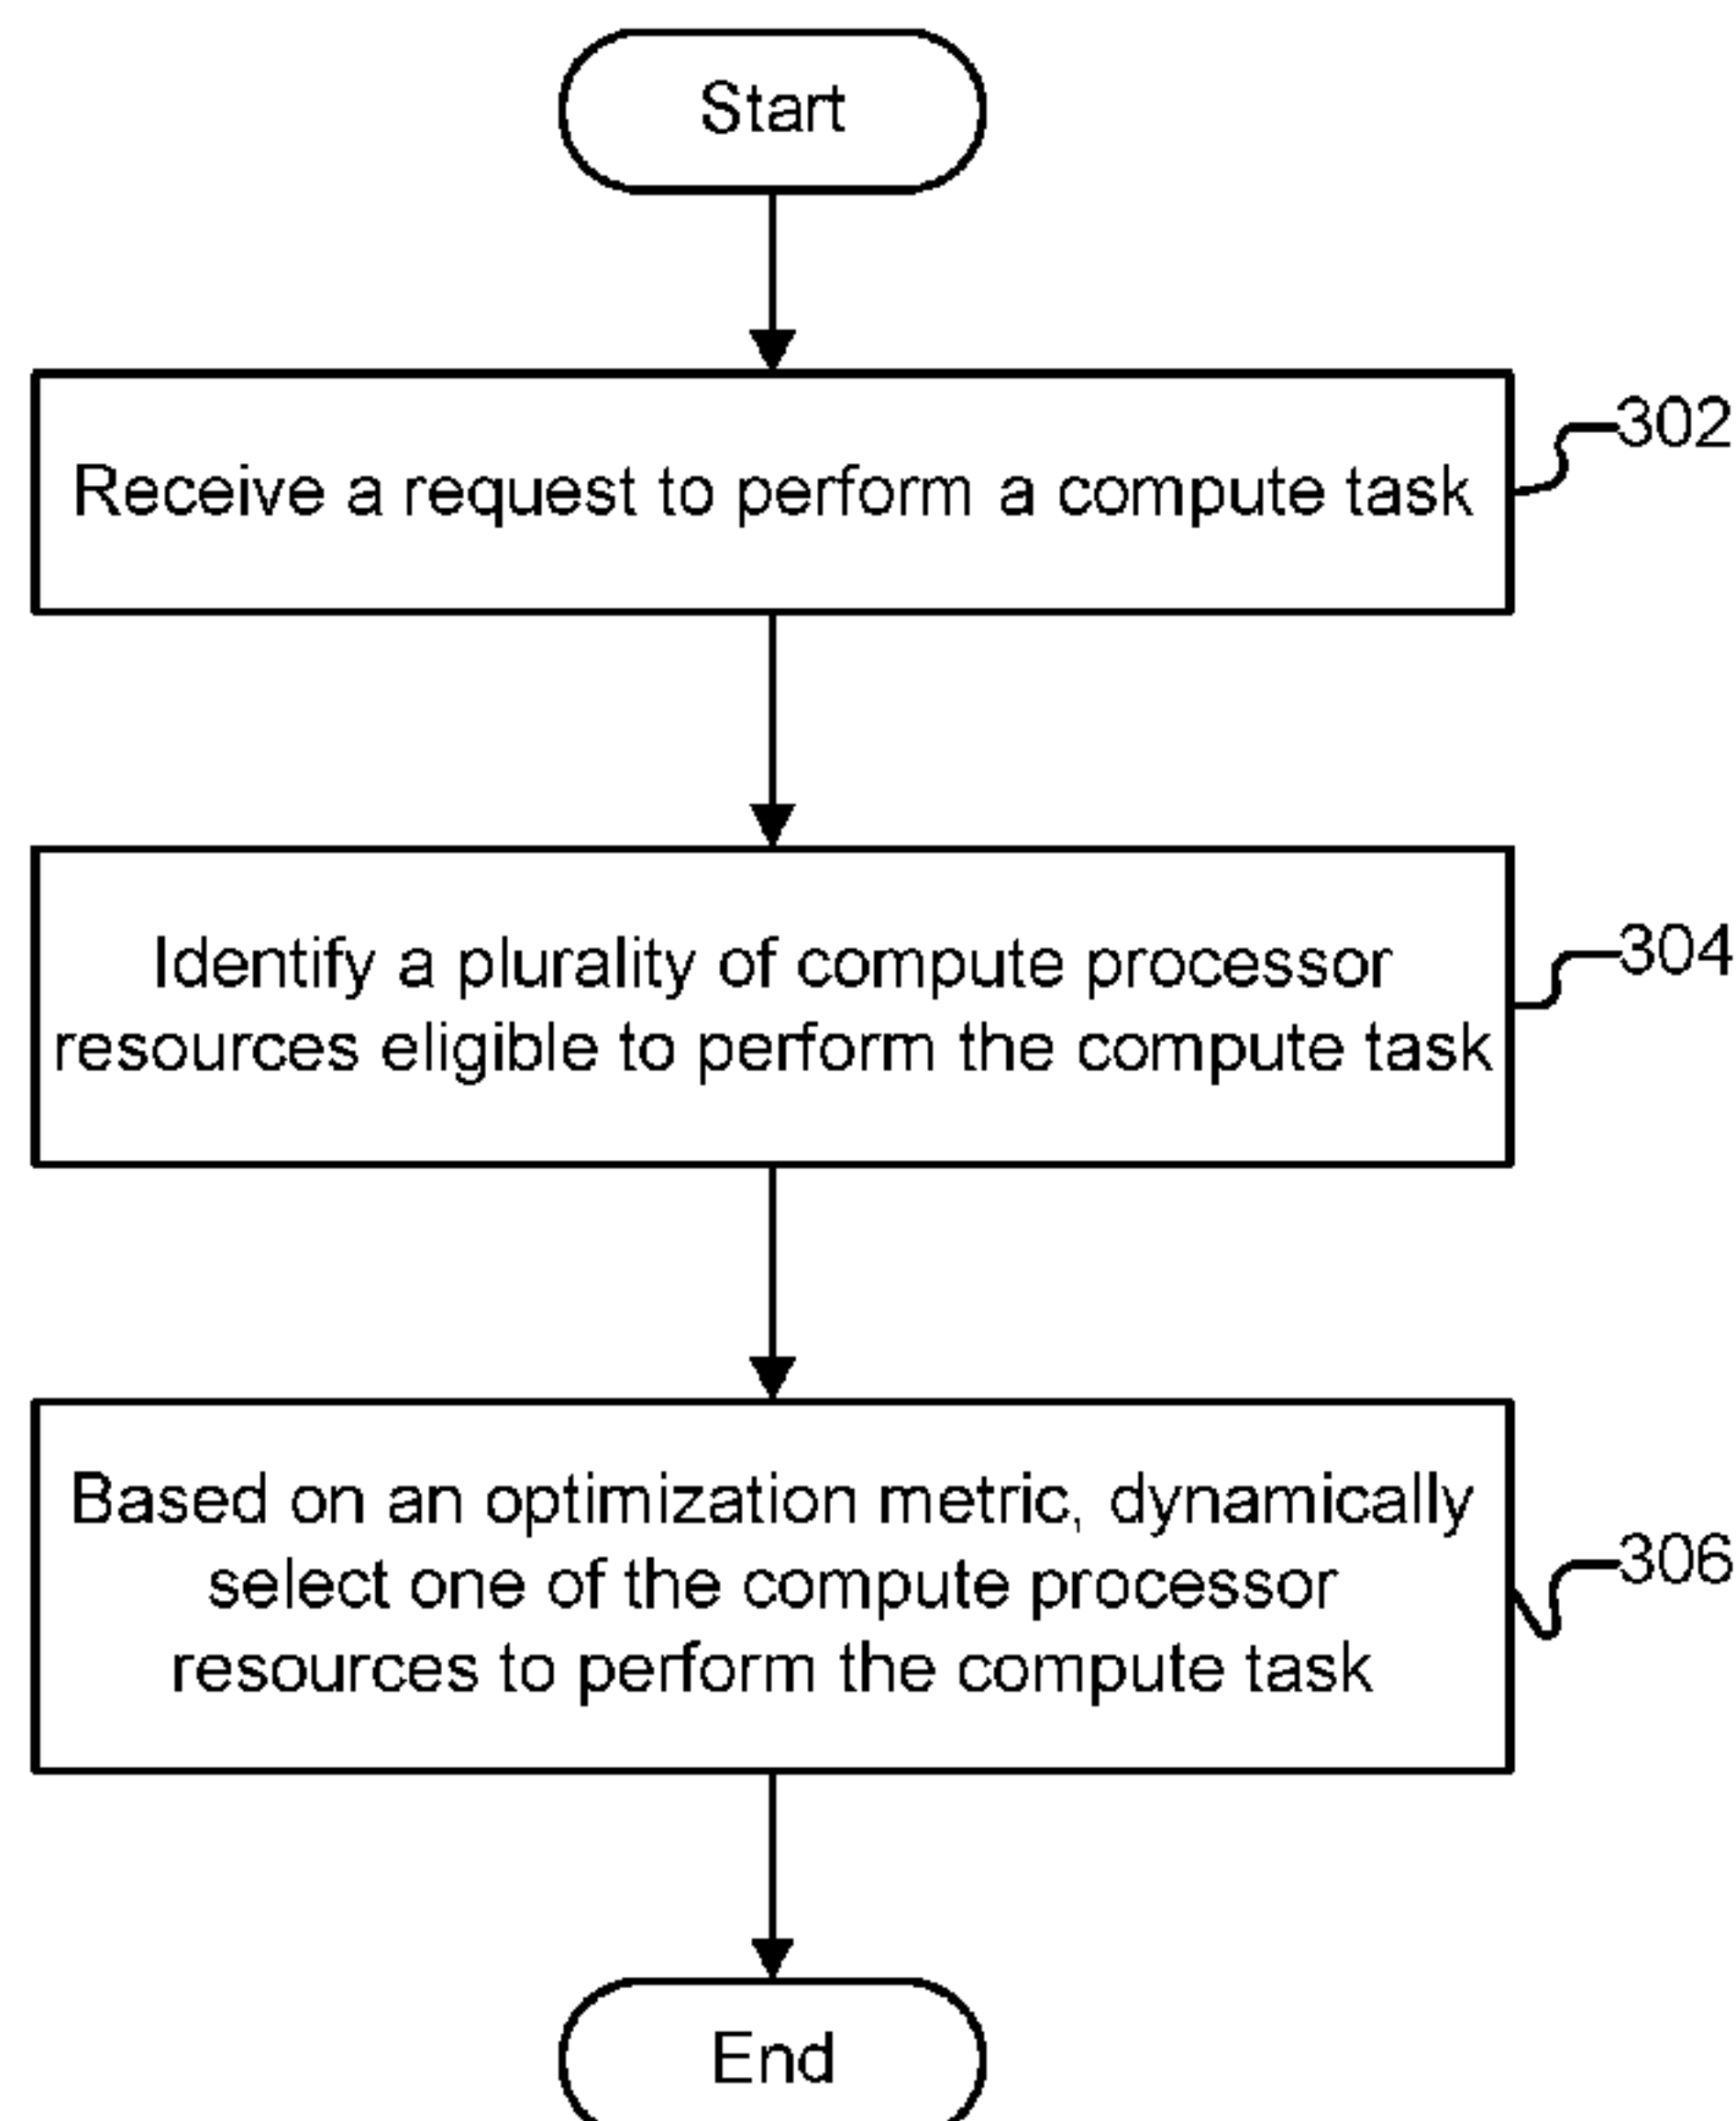 Start
Receive a request to perform a compute task
302
Identify a plurality of compute processor
resources eligible to perform the compute task
304
Based on an optimization metric, dynamically
select one of the compute processor
resources to perform the compute task
306
End